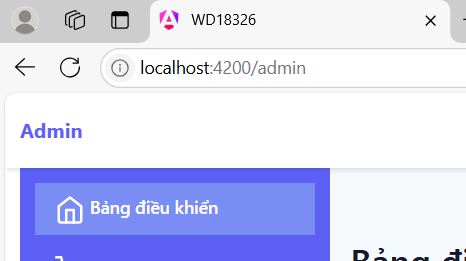 WD18326
localhost:4200/admin
Admin
Bảng điều khiển